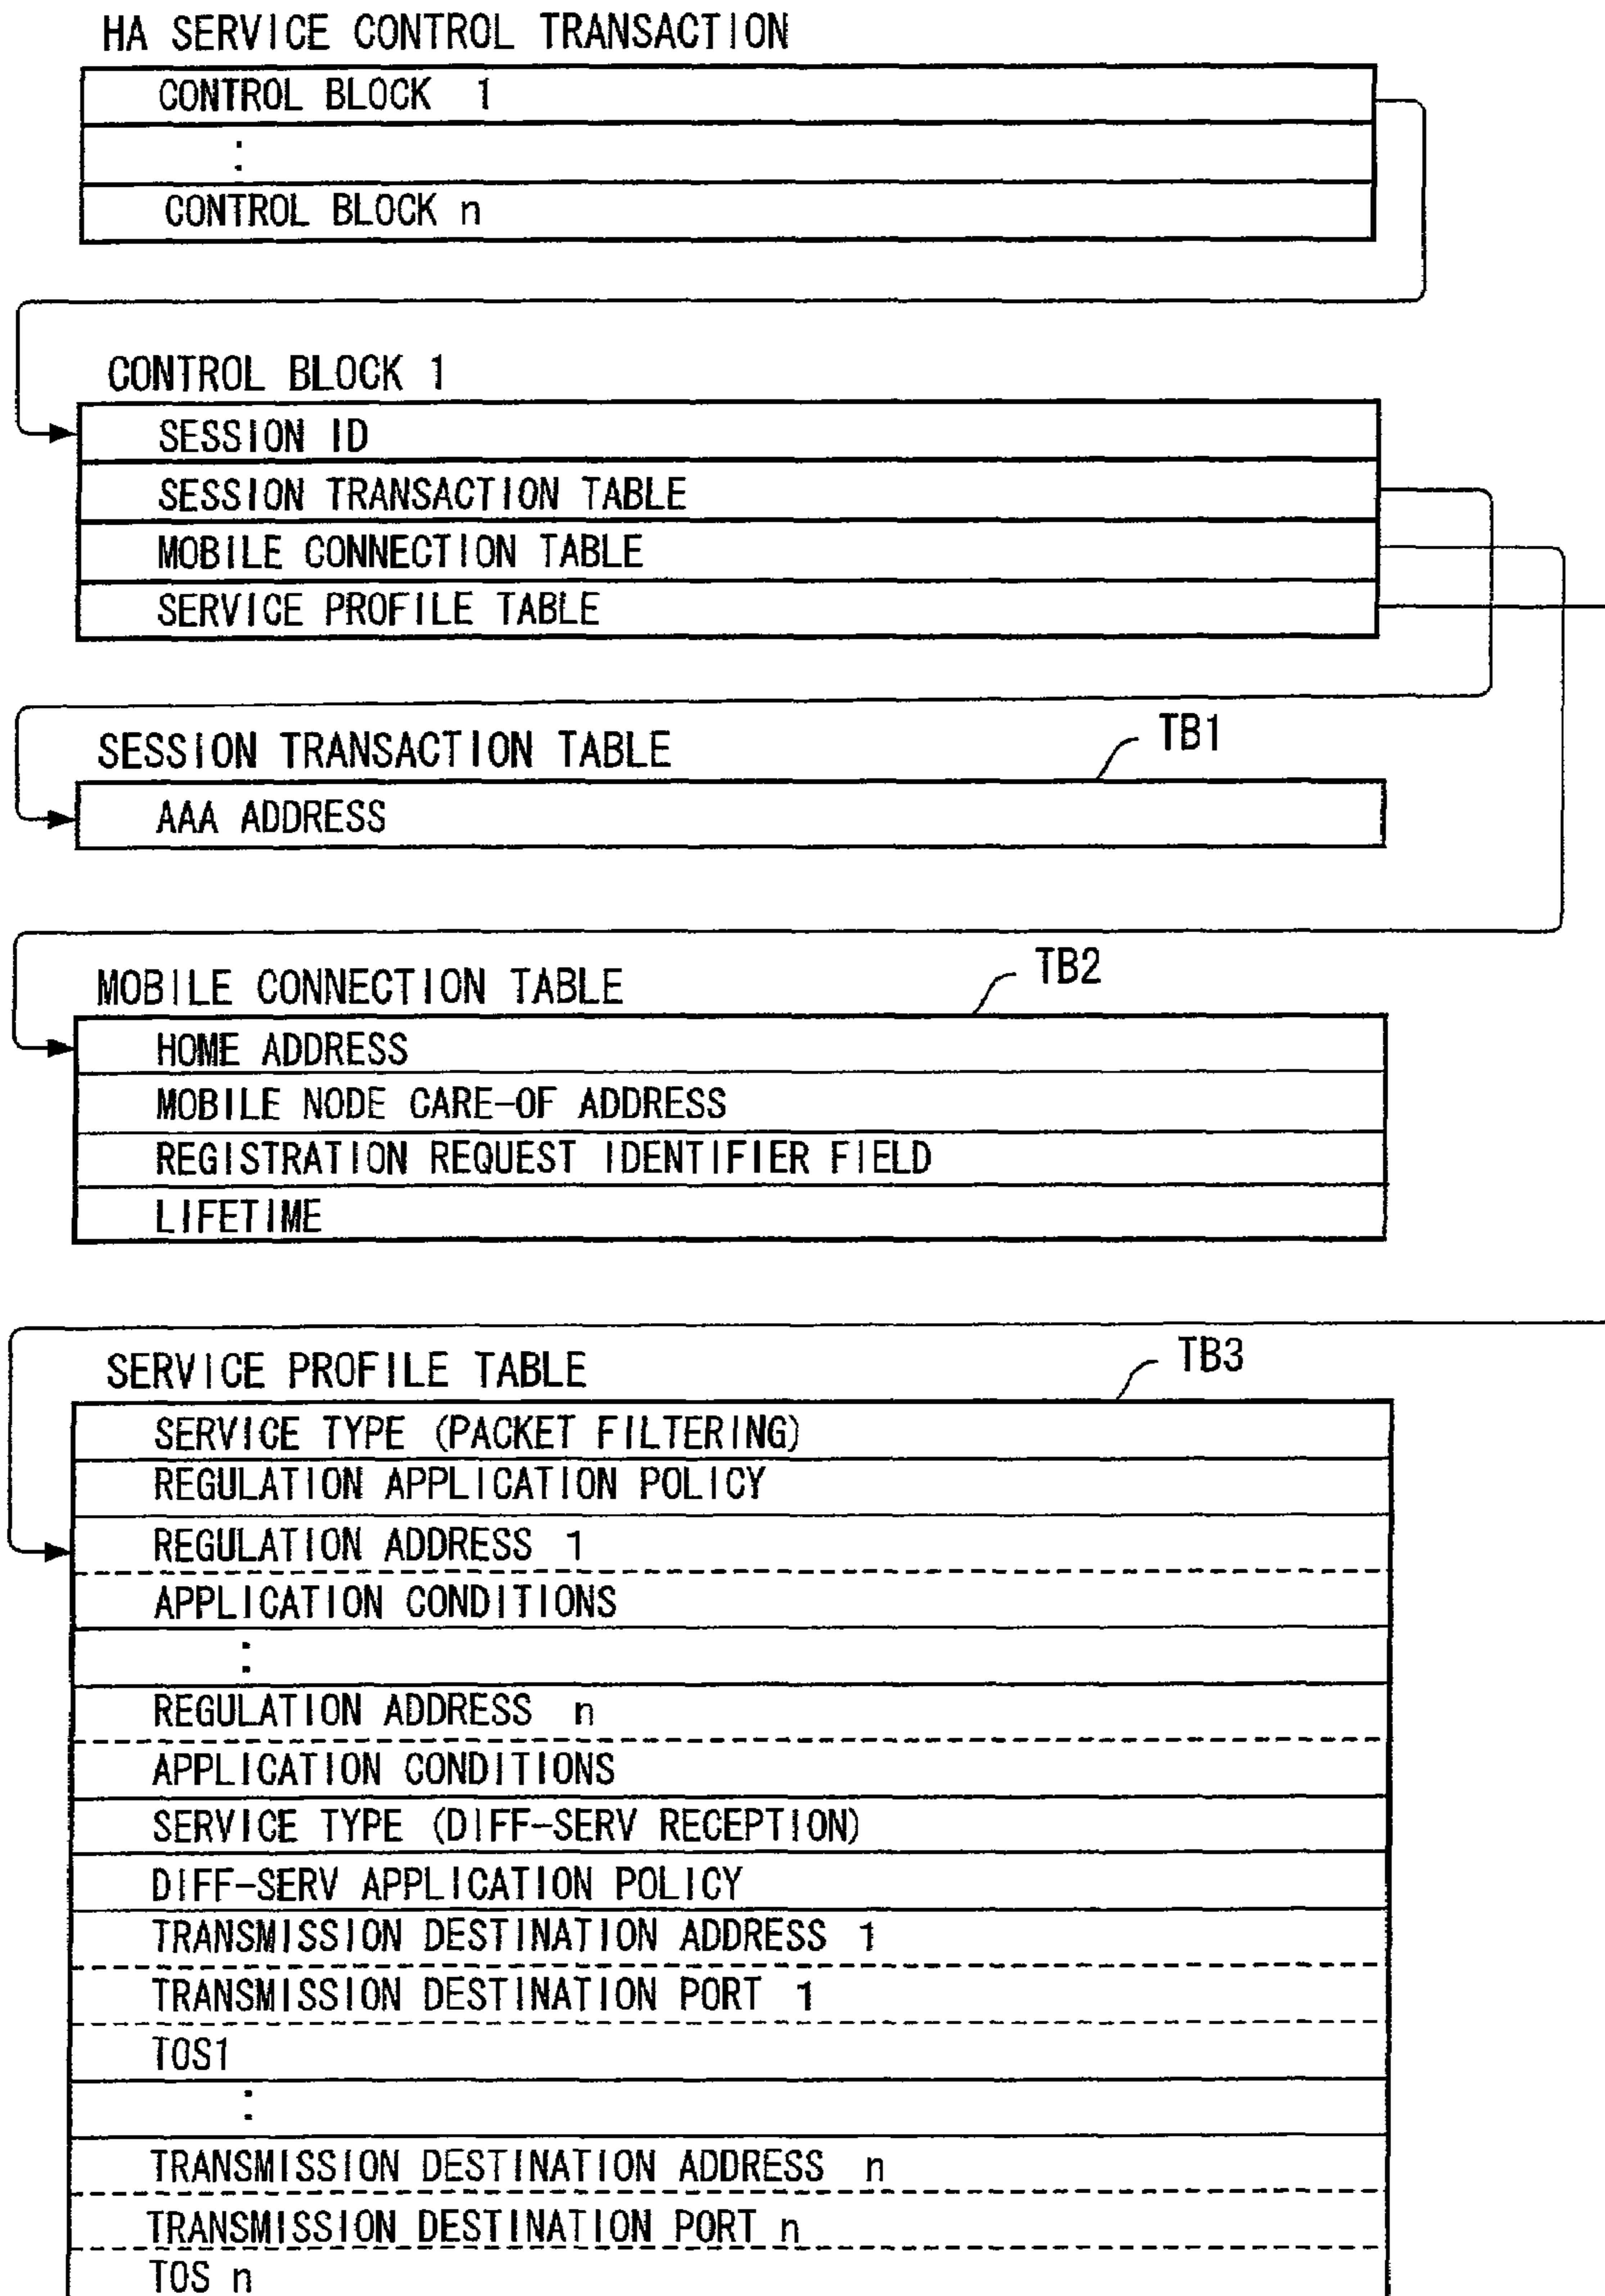 HA SERVICE CONTROL TRANSACTION
CONTROL BLOCK 1
:
CONTROL BLOCK n
CONTROL BLOCK 1
SESSION ID
SESSION TRANSACTION TABLE
MOBILE CONNECTION TABLE
SERVICE PROFILE TABLE
TB1
SESSION TRANSACTION TABLE
AAA ADDRESS
TB2
MOBILE CONNECTION TABLE
HOME ADDRESS
MOBILE NODE CARE-OF ADDRESS
REGISTRATION REQUEST IDENTIFIER FIELD
LIFETIME
TB3
SERVICE PROFILE TABLE
SERVICE TYPE (PACKET FILTERING)
REGULATION APPLICATION POLICY
REGULATION ADDRESS 1
APPLICATION CONDITIONS
:
REGULATION ADDRESS n
APPLICATION CONDITIONS
SERVICE TYPE (DIFF-SERV RECEPTION)
DIFF-SERV APPLICATION POLICY
TRANSMISSION DESTINATION ADDRESS 1
TRANSMISSION DESTINATION PORT 1
TOS1
:
TRANSMISSION DESTINATION ADDRESS n
TRANSMISSION DESTINATION PORT n
TOS n